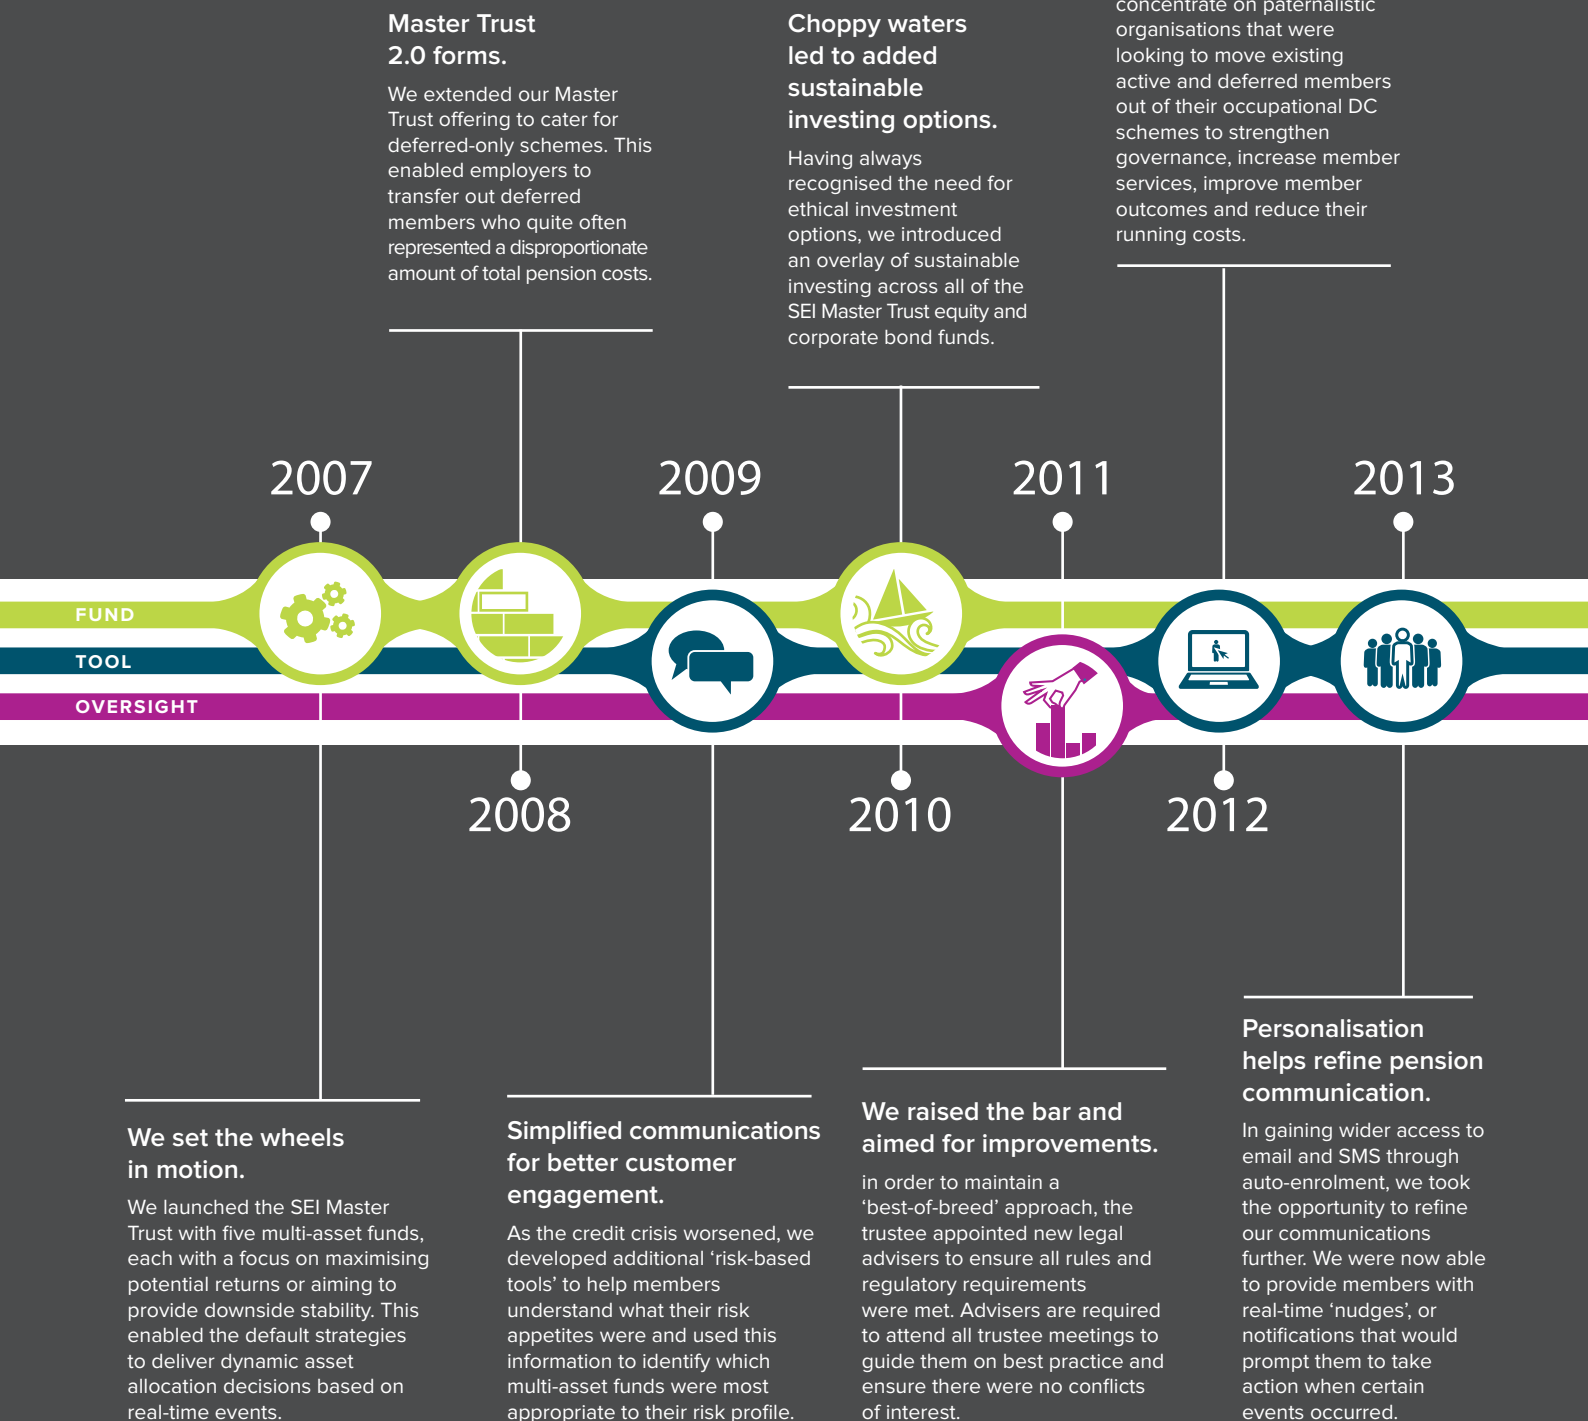 Master Trust
2.0 forms.
We extended our Master
Trust offering to cater for
deferred-only schemes. This
enabled employers to
transfer out deferred
members who quite often
represented a disproportionate
amount of total pension costs.
Choppy waters
led to added
sustainable
investing options.
Having always
recognised the need for
ethical investment
options, we introduced
an overlay of sustainable
investing across all of the
SEI Master Trust equity and
corporate bond funds.
concentrate on paternalistic
organisations that were
looking to move existing
active and deferred members
out of their occupational DC
schemes to strengthen
governance, increase member
services, improve member
outcomes and reduce their
running costs.
2007
2009
2011
2013
FUND
TOOL
OVERSIGHT
2008
2010
2012
We set the wheels
in motion.
We launched the SEI Master
Trust with five multi-asset funds,
each with a focus on maximising
potential returns or aiming to
provide downside stability. This
enabled the default strategies
to deliver dynamic asset
allocation decisions based on
real-time events.
Simplified communications
for better customer
engagement.
As the credit crisis worsened, we
developed additional ‘risk-based
tools’ to help members
understand what their risk
appetites were and used this
information to identify which
multi-asset funds were most
appropriate to their risk profile.
We raised the bar and
aimed for improvements.
in order to maintain a
‘best-of-breed’ approach, the
trustee appointed new legal
advisers to ensure all rules and
regulatory requirements
were met. Advisers are required
to attend all trustee meetings to
guide them on best practice and
ensure there were no conflicts
of interest.
Personalisation
helps refine pension
communication.
In gaining wider access to
email and SMS through
auto-enrolment, we took
the opportunity to refine
our communications
further. We were now able
to provide members with
real-time ‘nudges’, or
notifications that would
prompt them to take
action when certain
events occurred.